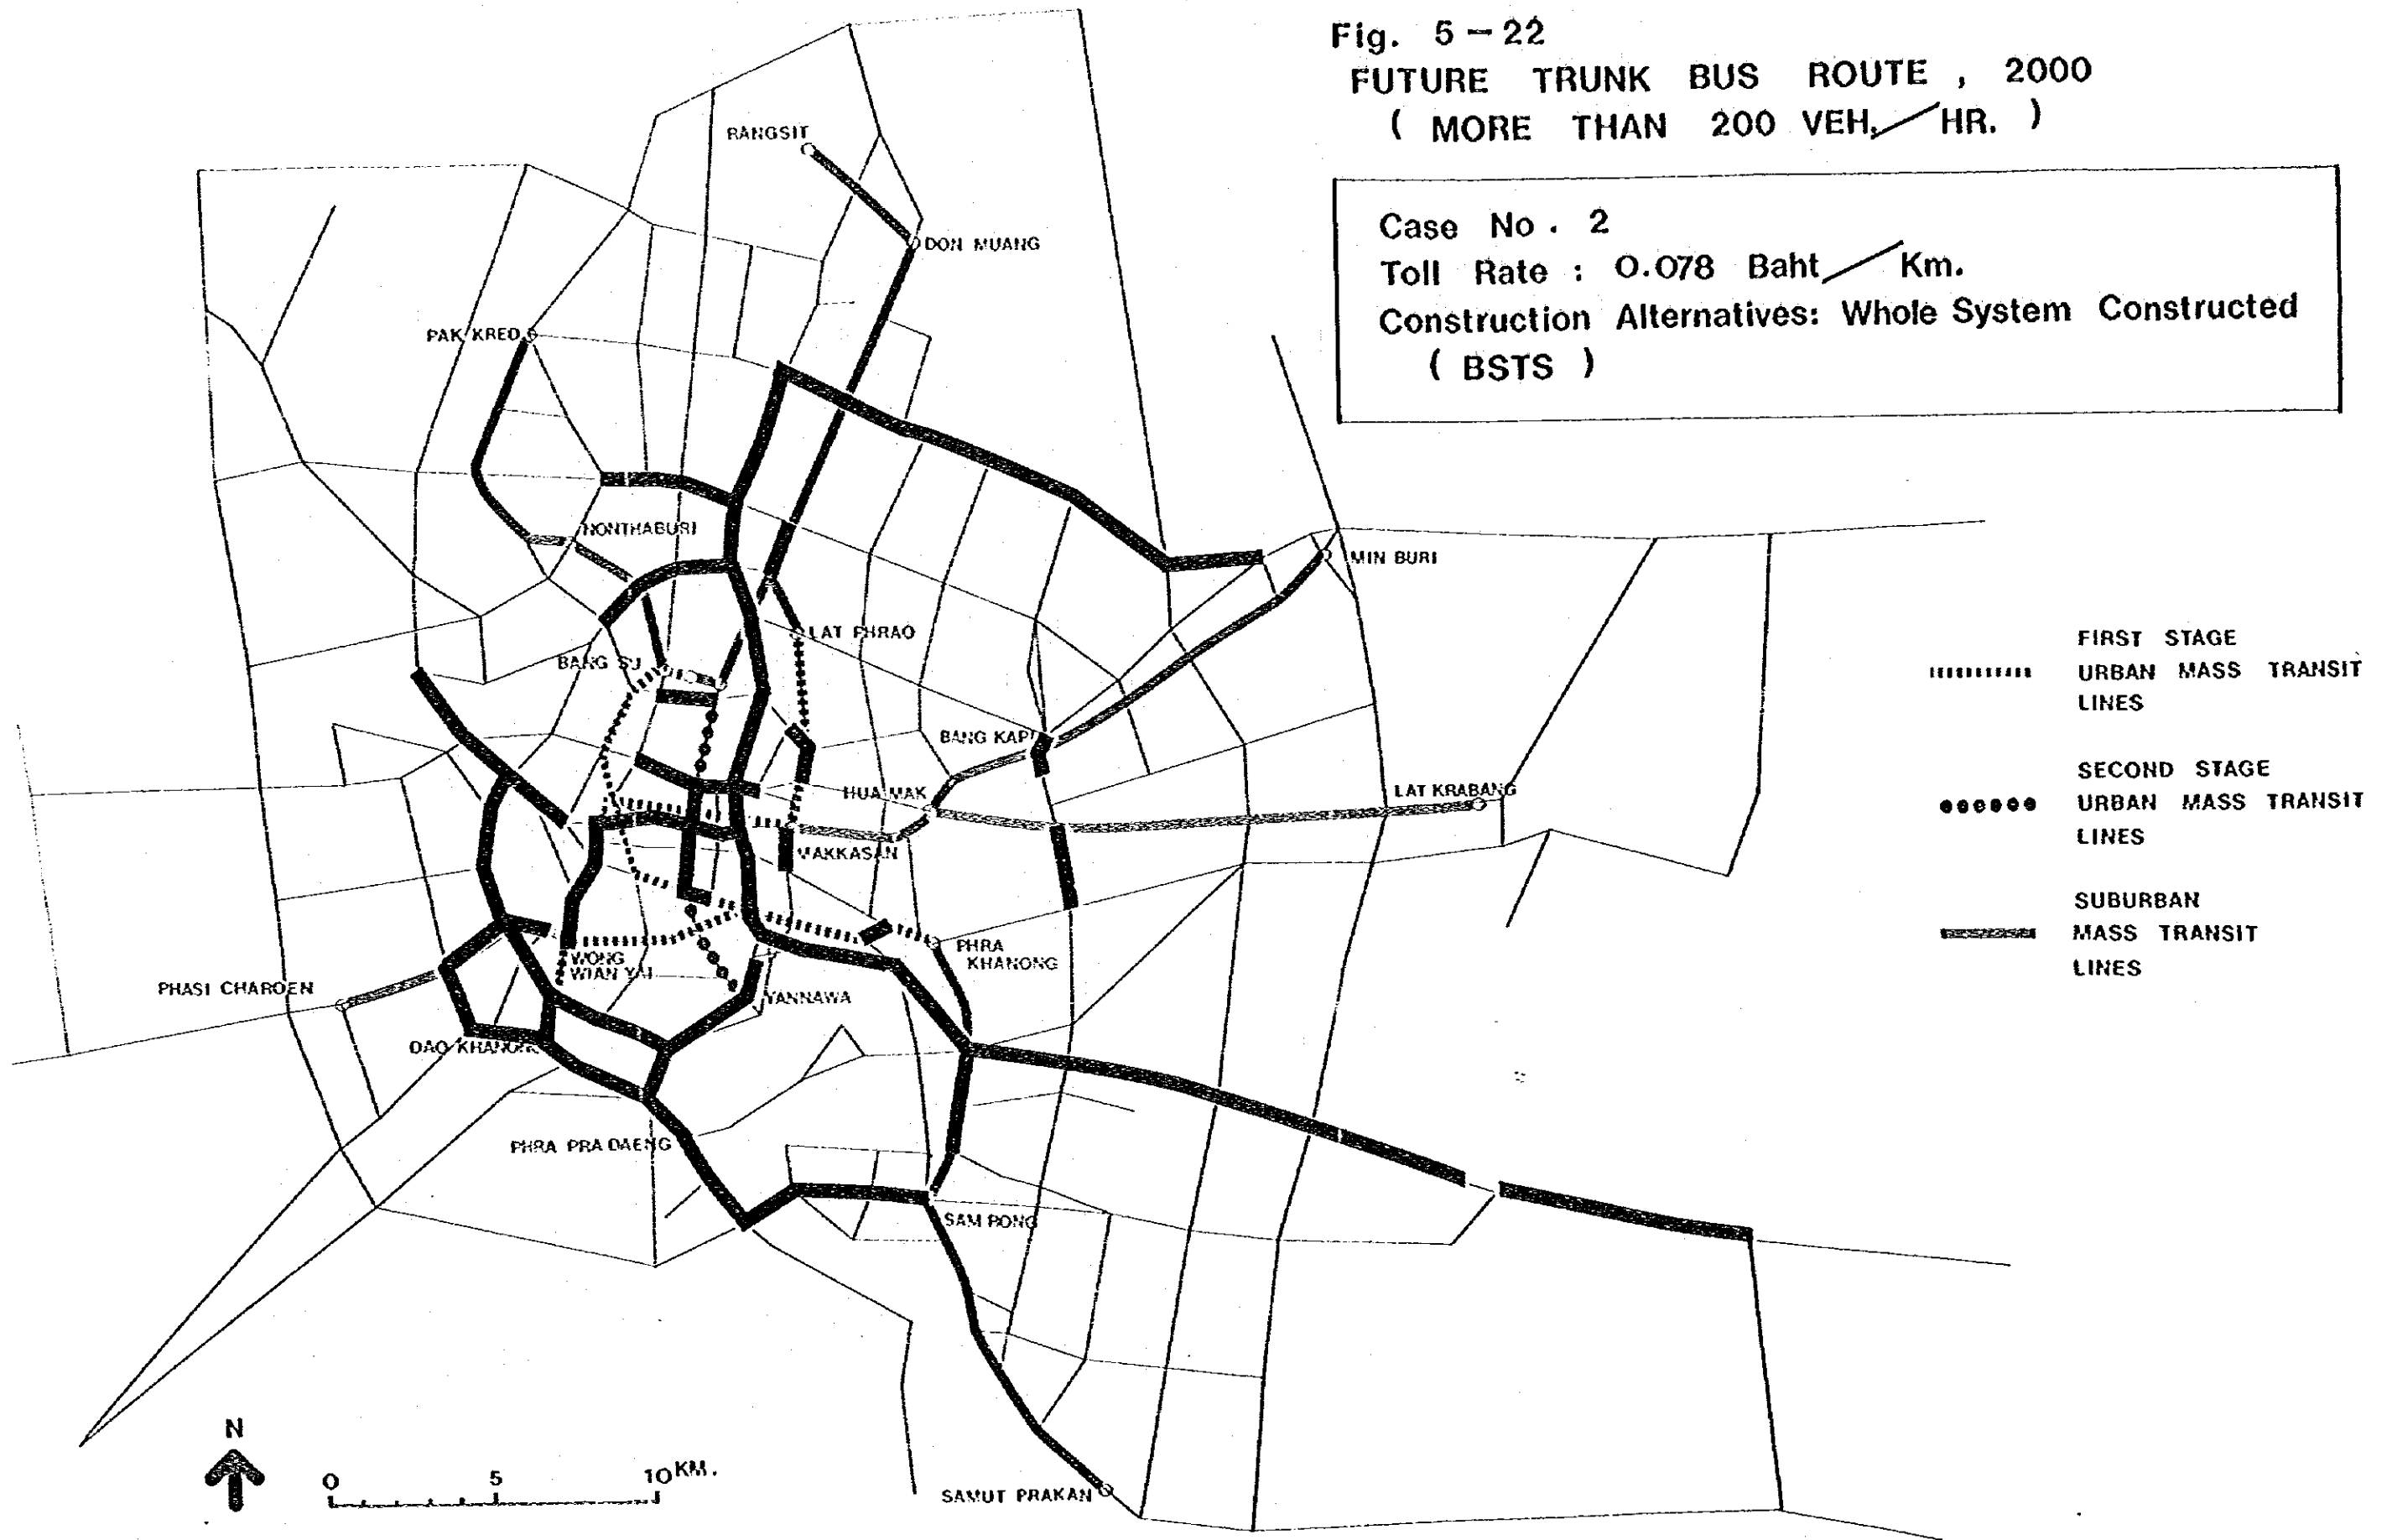 Fig. 5-22
FUTURE TRUNK BUS ROUTE , 2000
( MORE THAN 200 VEH./HR. )
Case No. 2
Toll Rate : 0.078 Baht/Km.
Construction Alternatives: Whole System Constructed
( BSTS )
RANGSIT
DON MUANG
PAK KRED
NONTHABURI
MIN BURI
LAT PHRAO
BANG SU
BANG KAPI
HUA MAK
LAT KRABANG
MAKKASAN
PHRA
KHANONG
WONG
WIAN YAI
PHASI CHAROEN
YANNAWA
DAO KHANONG
PHRA PRADAENG
SAM RONG
SAMUT PRAKAN
FIRST STAGE
URBAN MASS TRANSIT
LINES
SECOND STAGE
URBAN MASS TRANSIT
LINES
SUBURBAN
MASS TRANSIT
LINES
N
0 5 10 KM.